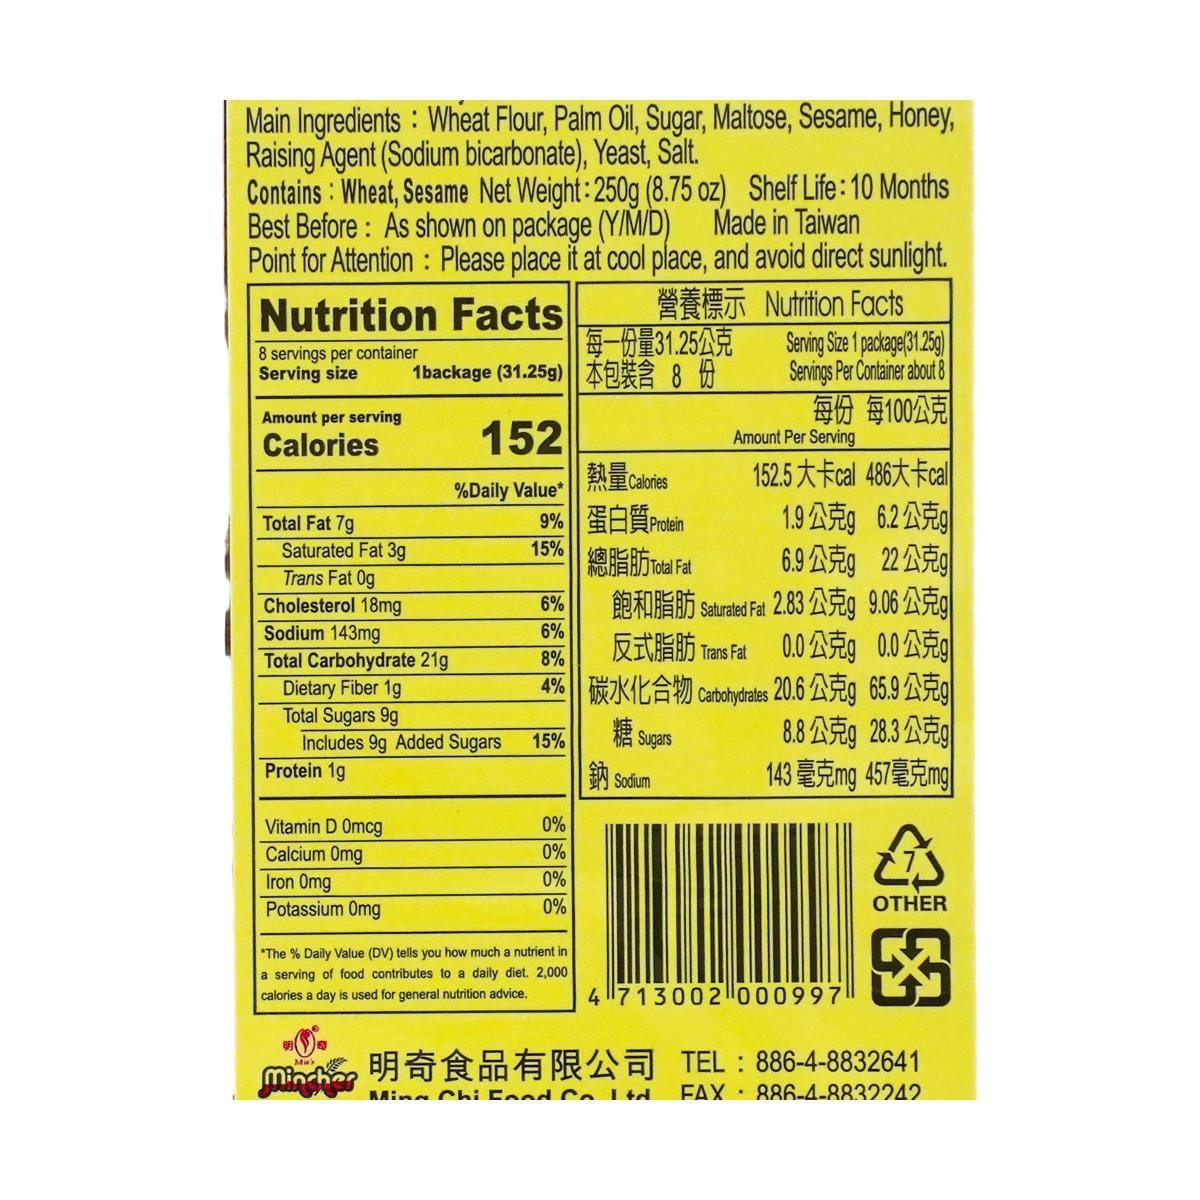 Main Ingredients : Wheat Flour, Palm Oil, Sugar, Maltose, Sesame, Honey,
Raising Agent (Sodium bicarbonate), Yeast, Salt.
Contains : Wheat, Sesame Net Weight : 250g (8.75 oz) Shelf Life : 10 Months
Best Before : As shown on package (Y/M/D) Made in Taiwan
Point for Attention : Please place it at cool place, and avoid direct sunlight.
Nutrition Facts
8 servings per container
Serving size 1backage (31.25g)
Amount per serving
Calories 152
%Daily Value*
Total Fat 7g 9%
Saturated Fat 3g 15%
Trans Fat 0g
Cholesterol 18mg 6%
Sodium 143mg 6%
Total Carbohydrate 21g 8%
Dietary Fiber 1g 4%
Total Sugars 9g
Includes 9g Added Sugars 15%
Protein 1g
Vitamin D 0mcg 0%
Calcium 0mg 0%
Iron 0mg 0%
Potassium 0mg 0%
*The % Daily Value (DV) tells you how much a nutrient in
a serving of food contributes to a daily diet. 2,000
calories a day is used for general nutrition advice.
營養標示 Nutrition Facts
每一份量31.25公克 Serving Size 1 package(31.25g)
本包裝含 8 份 Servings Per Container about 8
每份 每100公克
Amount Per Serving
熱量Calories 152.5 大卡cal 486大卡cal
蛋白質Protein 1.9 公克g 6.2 公克g
總脂肪Total Fat 6.9 公克g 22 公克g
飽和脂肪 Saturated Fat 2.83 公克g 9.06 公克g
反式脂肪 Trans Fat 0.0 公克g 0.0 公克g
碳水化合物 Carbohydrates 20.6 公克g 65.9 公克g
糖 Sugars 8.8 公克g 28.3 公克g
鈉 Sodium 143 毫克mg 457毫克mg
4 713002 000997
7
OTHER
明奇®
Min's
Mincher
明奇食品有限公司 TEL : 886-4-8832641
Ming Chi Food Co. Ltd FAX : 886-4-8832242